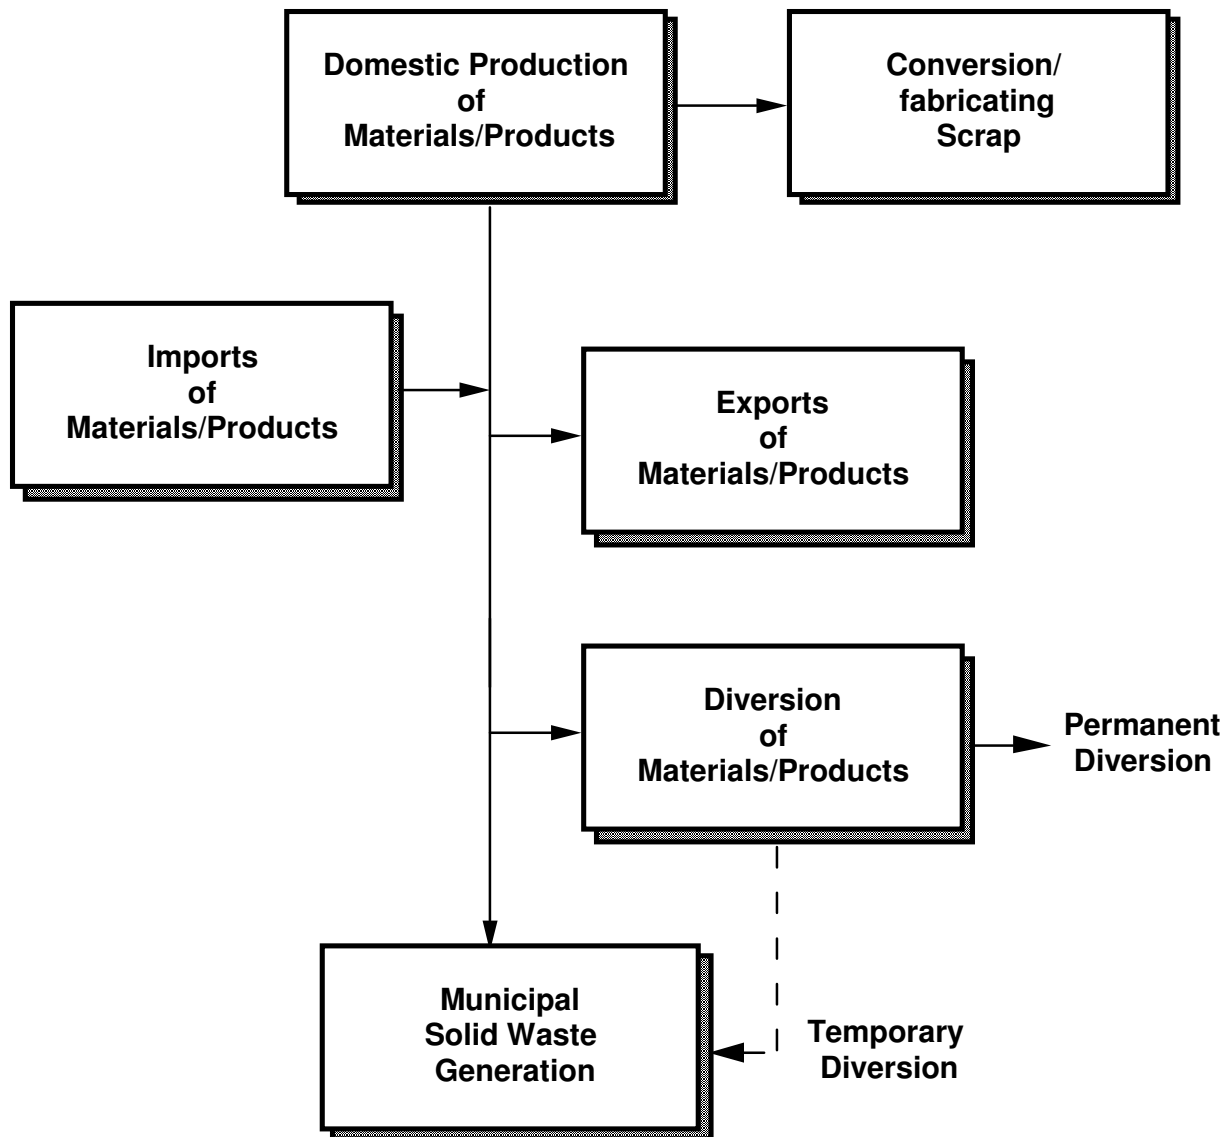 Domestic Production
of
Materials/Products
Conversion/
fabricating
Scrap
Imports
of
Materials/Products
Exports
of
Materials/Products
Diversion
of
Materials/Products
Permanent
Diversion
Municipal
Solid Waste
Generation
Temporary
Diversion